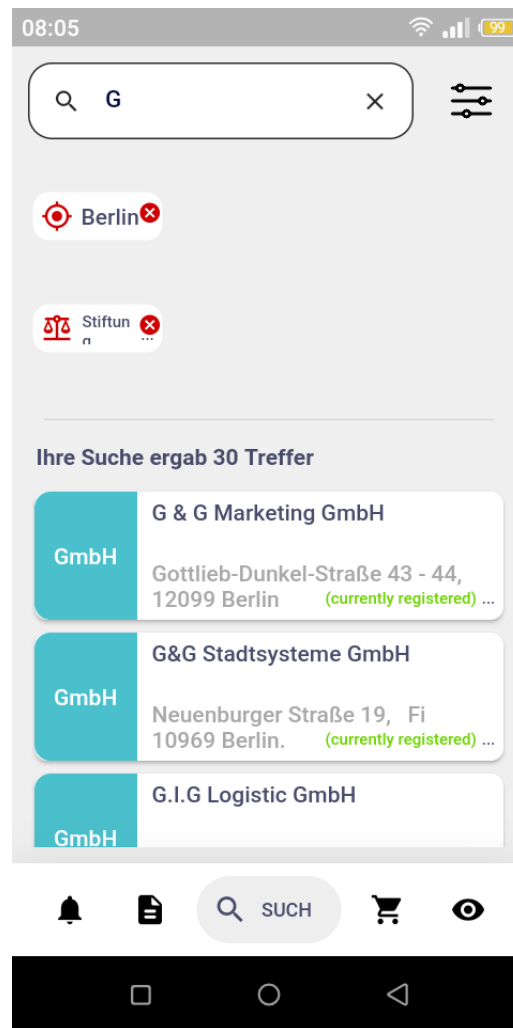 08:05
99
G
Berlin
Stiftun
g
...
Ihre Suche ergab 30 Treffer
G & G Marketing GmbH
GmbH
Gottlieb-Dunkel-Straße 43 - 44,
12099 Berlin (currently registered) ...
G&G Stadtsysteme GmbH
GmbH
Neuenburger Straße 19, Fi
10969 Berlin. (currently registered) ...
G.I.G Logistic GmbH
GmbH
SUCH